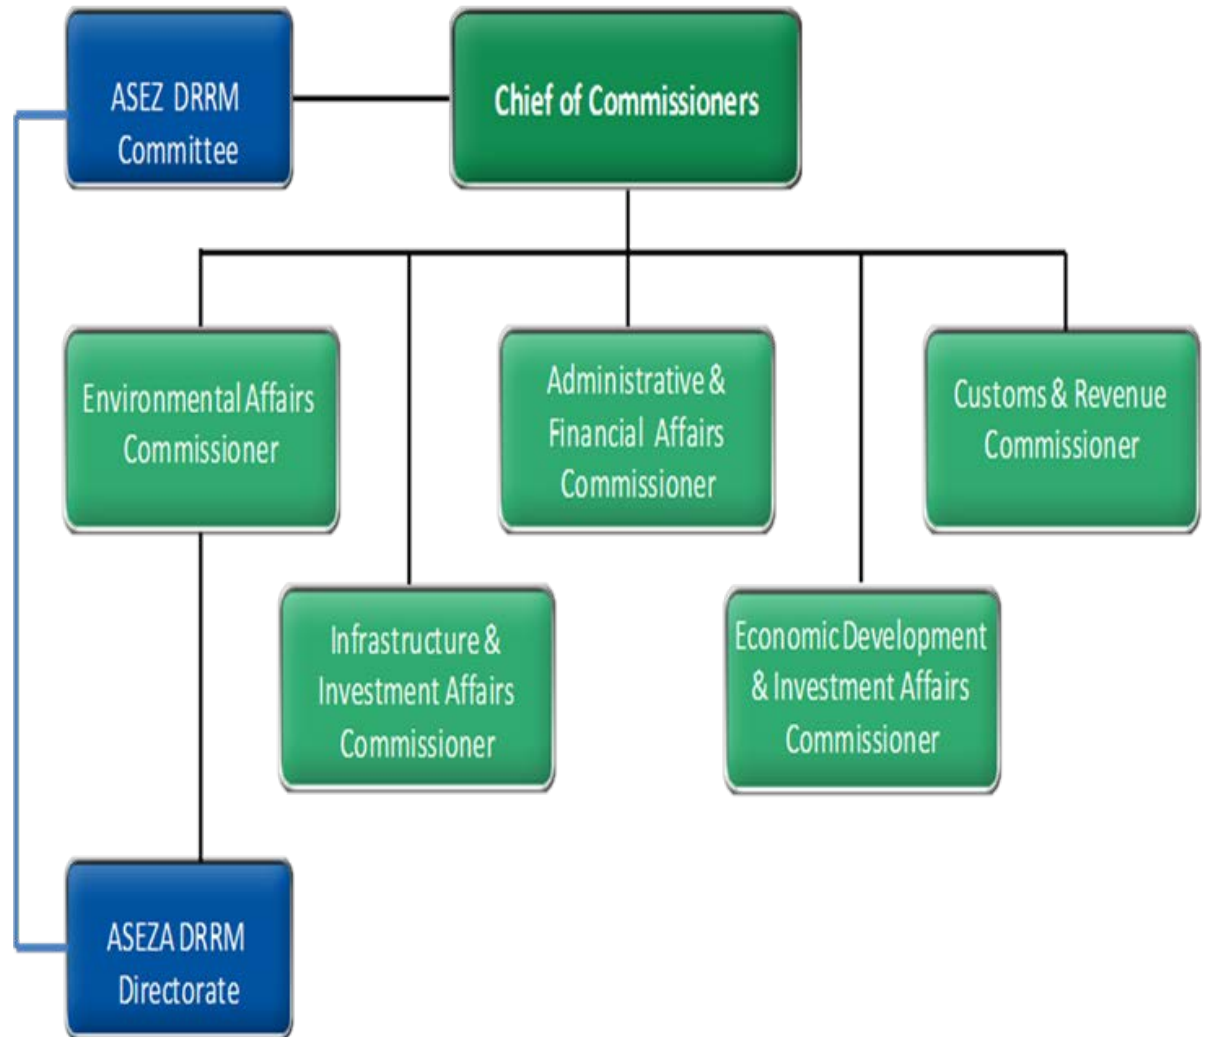 ASEZ DRRM
Committee
Chief of Commissioners
Environmental Affairs
Commissioner
Administrative &
Financial Affairs
Commissioner
Customs & Revenue
Commissioner
Infrastructure &
Investment Affairs
Commissioner
Economic Development
& Investment Affairs
Commissioner
ASEZA DRRM
Directorate